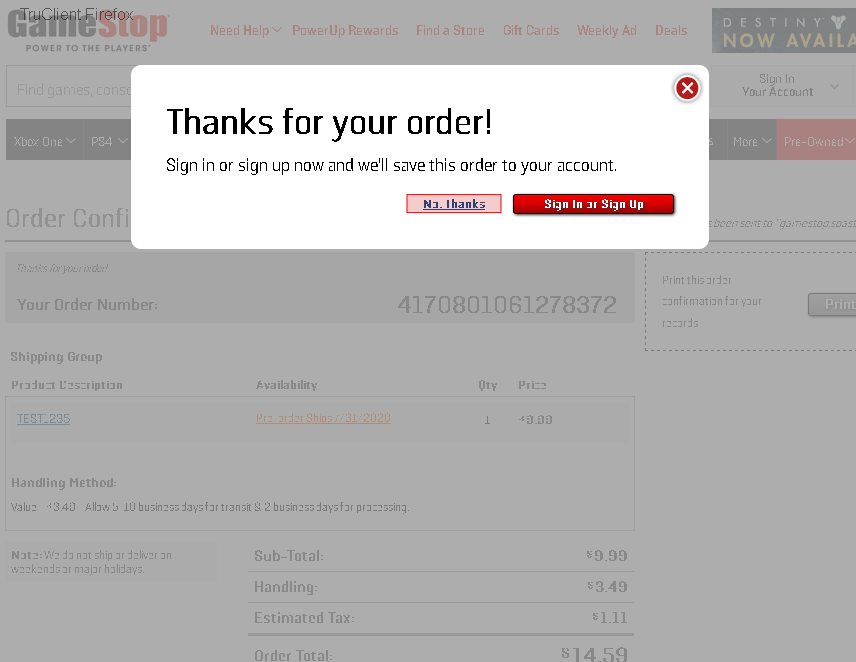 TruClient Firefox
GameStop
POWER TO THE PLAYERS
Need Help PowerUp Rewards Find a Store Gift Cards Weekly Ad Deals
DESTINY
NOW AVAILA
Find games, conso
Sign In
Your Account
Xbox One PS4
s More Pre-Owned
Thanks for your order!
Sign in or sign up now and we'll save this order to your account.
No, thanks Sign In or Sign Up
Order Confi
been sent to "gamestop.soast
Thanks for your order!
Your Order Number: 4170801061278372
Print this order
confirmation for your
records
Print
Shipping Group
Product Description Availability Qty Price
TEST1235 Pre-order Ships 7/31/2020 1 $9.99
Handling Method:
Value - $3.49 - Allow 5-10 business days for transit & 2 business days for processing.
Note: We do not ship or deliver on
weekends or major holidays.
Sub-Total: $9.99
Handling: $3.49
Estimated Tax: $1.11
Order Total: $14.59